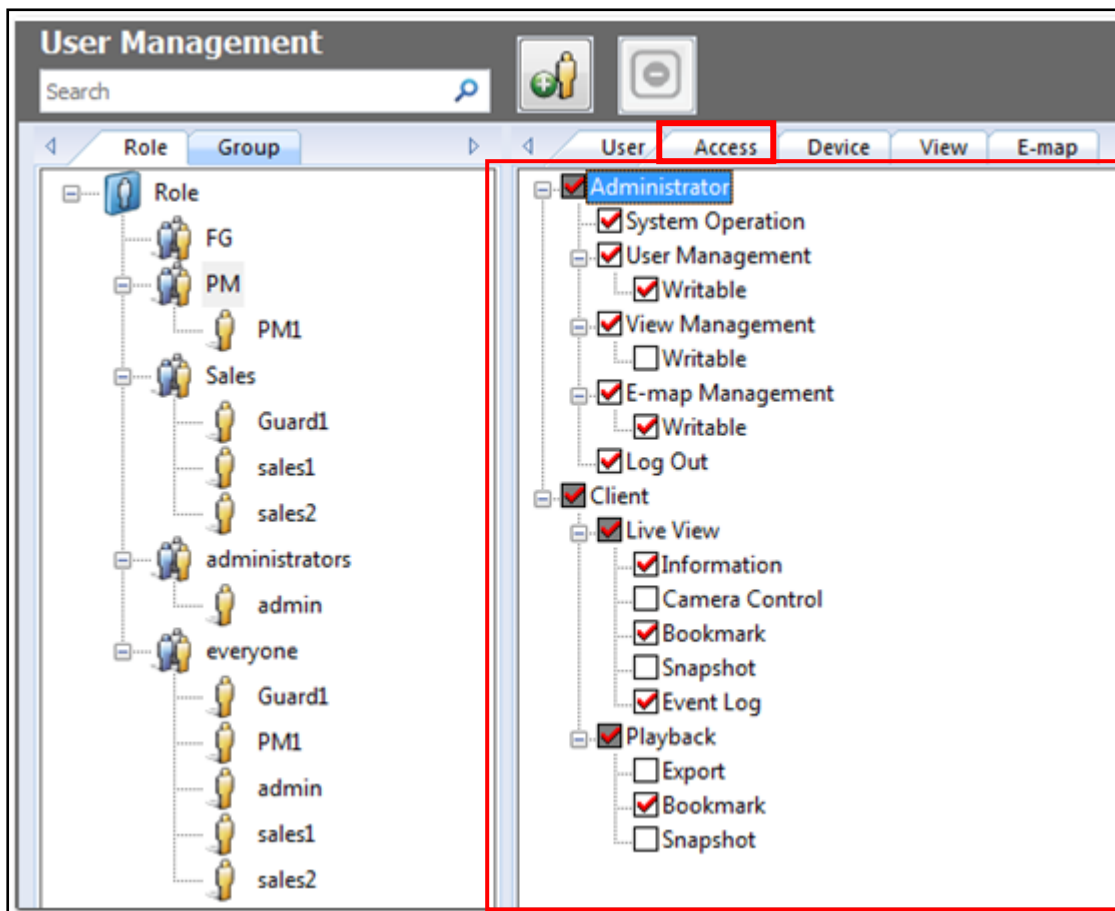 User Management
Search
Role
Group
User
Access
Device
View
E-map
Role
FG
PM
PM1
Sales
Guard1
sales1
sales2
administrators
admin
everyone
Guard1
PM1
admin
sales1
sales2
Administrator
System Operation
User Management
Writable
View Management
Writable
E-map Management
Writable
Log Out
Client
Live View
Information
Camera Control
Bookmark
Snapshot
Event Log
Playback
Export
Bookmark
Snapshot